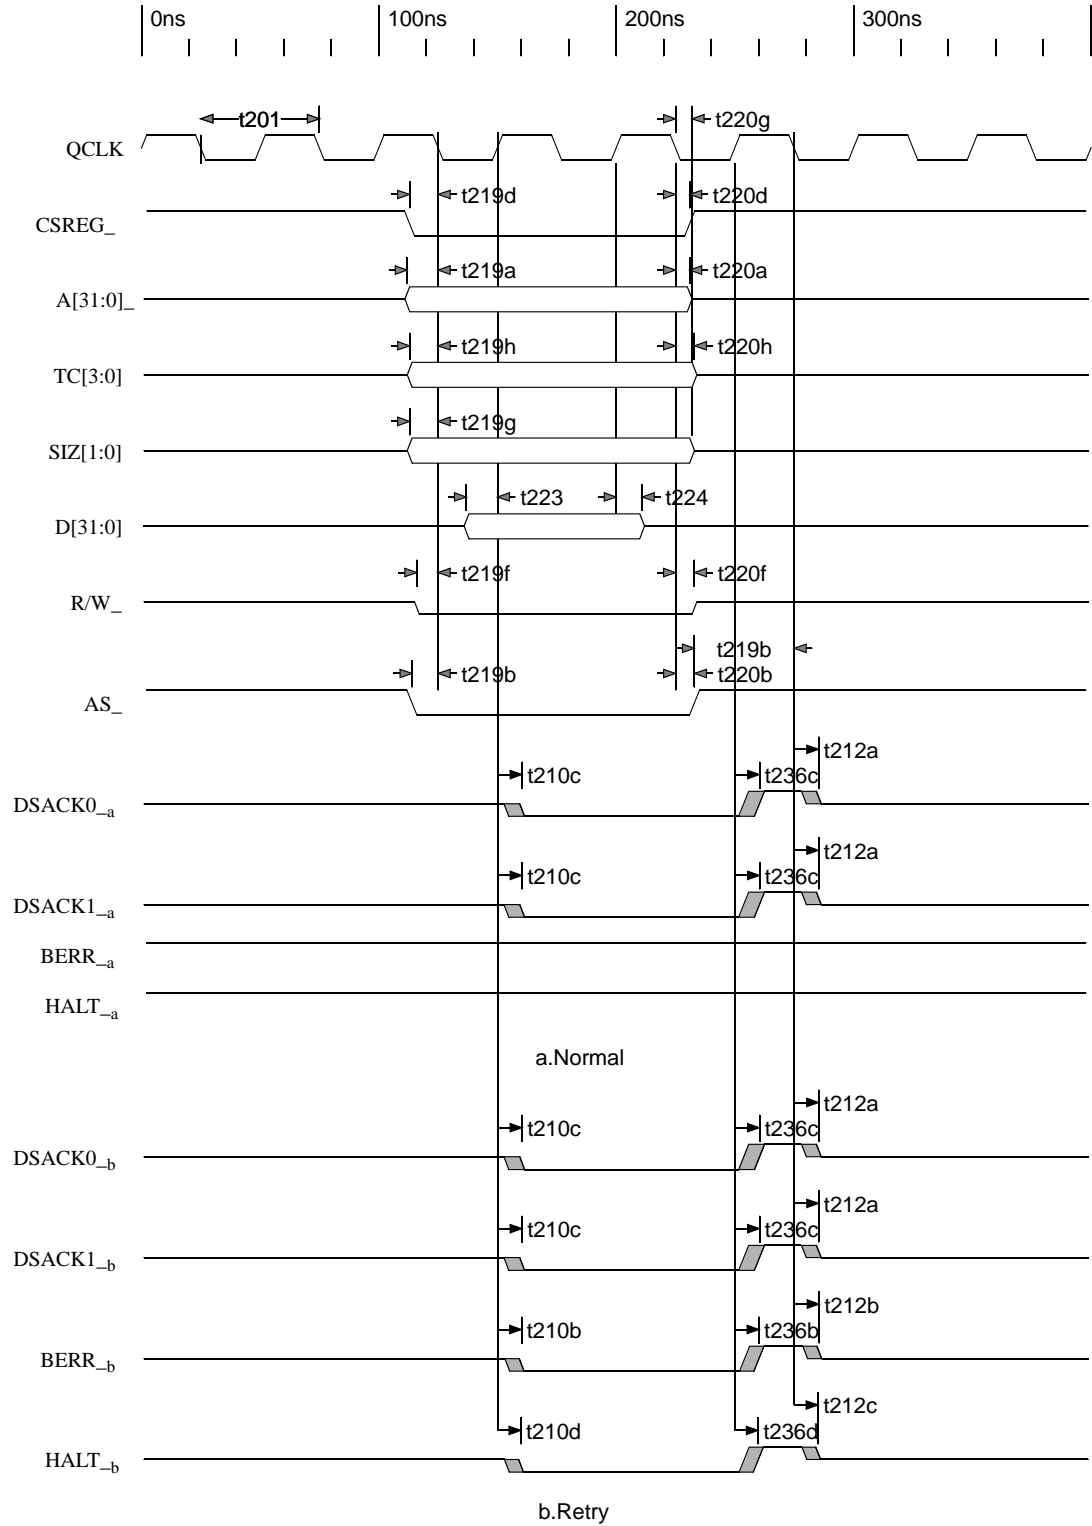 0ns 100ns 200ns 300ns
t201 t220g
QCLK
t219d t220d
CSREG_
t219a t220a
A[31:0]_
t219h t220h
TC[3:0]
t219g
SIZ[1:0]
t223 t224
D[31:0]
t219f t220f
R/W_
t219b
t219b t220b
AS_
t212a
t210c t236c
DSACK0_a
t212a
t210c t236c
DSACK1_a
BERR_a
HALT_a
a.Normal
t212a
t210c t236c
DSACK0_b
t212a
t210c t236c
DSACK1_b
t212b
t210b t236b
BERR_b
t212c
t210d t236d
HALT_b
b.Retry